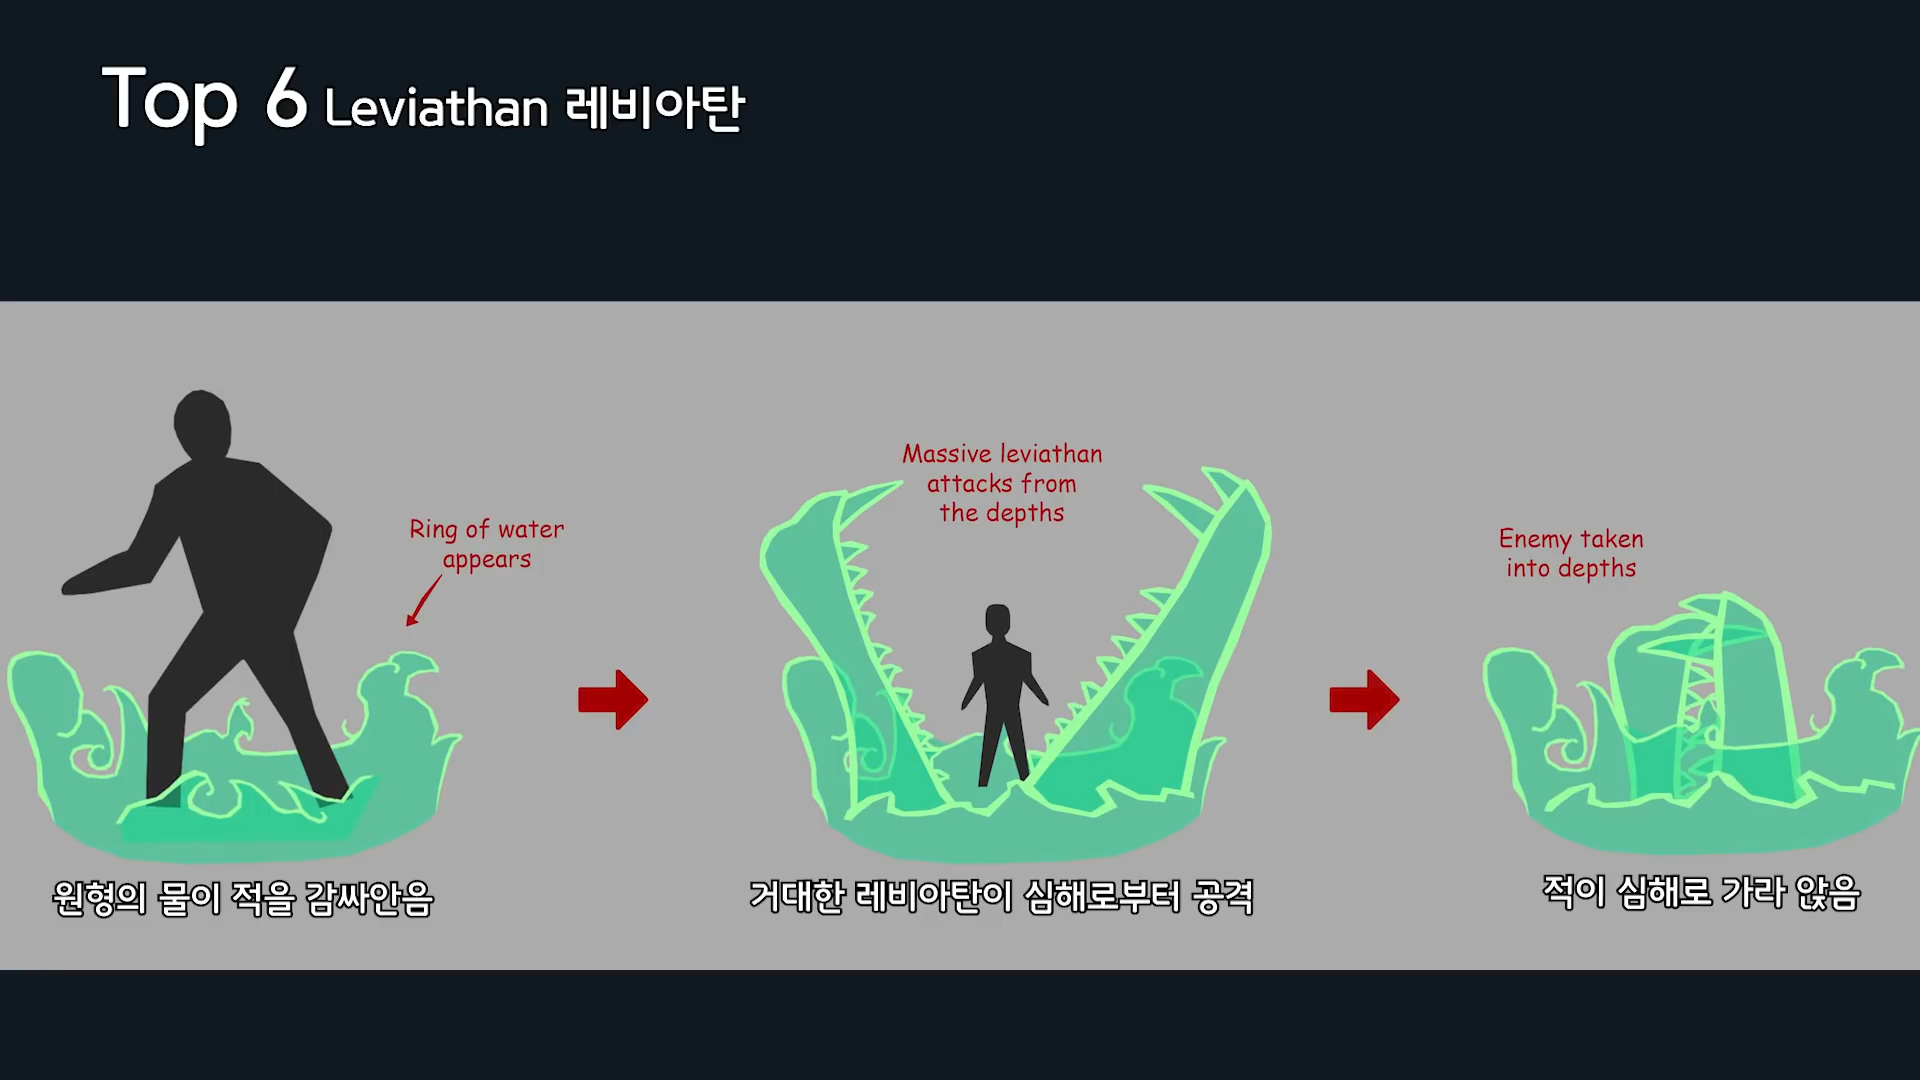 Top 6 Leviathan 레비아탄
Ring of water
appears
Massive leviathan
attacks from
the depths
Enemy taken
into depths
원형의 물이 적을 감싸안음
거대한 레비아탄이 심해로부터 공격
적이 심해로 가라 앉음